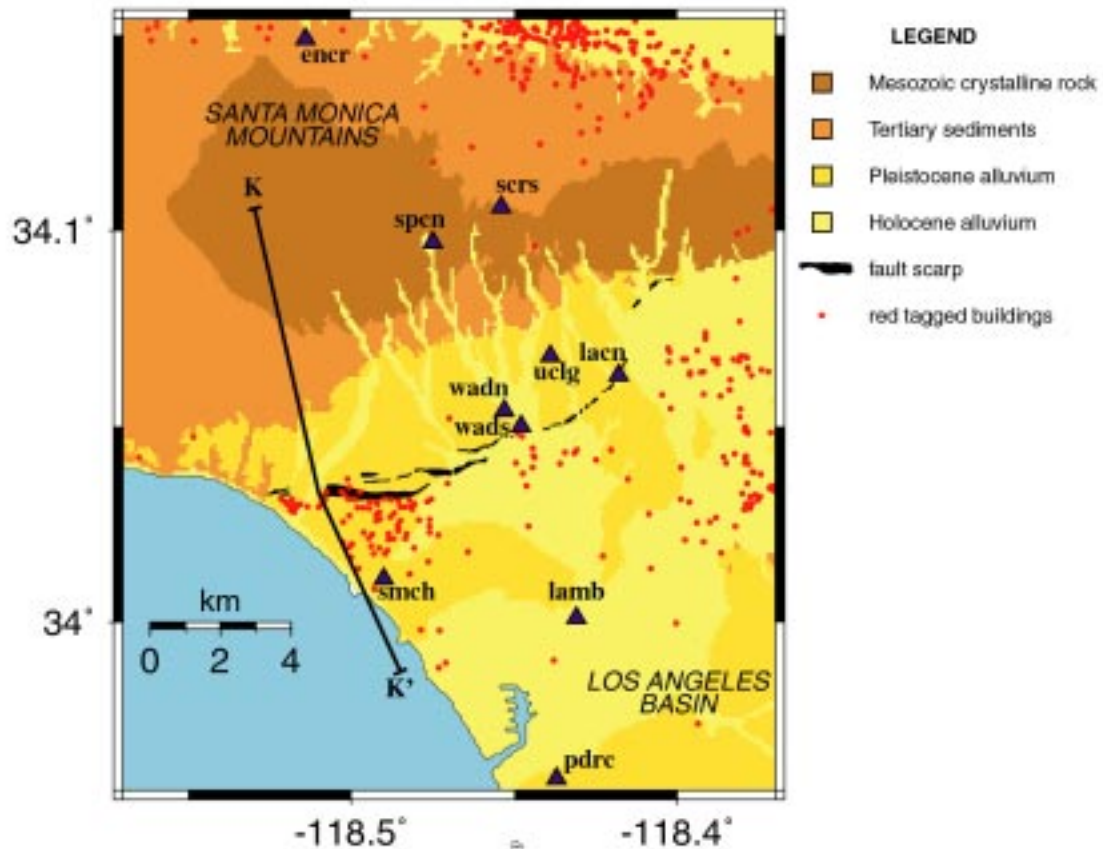 encr
SANTA MONICA
MOUNTAINS
K
scrs
spcn
34.1°
lacn
uclg
wadn
wads
smch
lamb
km
34°
0 2 4
K'
LOS ANGELES
BASIN
pdrc
-118.5° -118.4°
LEGEND
Mesozoic crystalline rock
Tertiary sediments
Pleistocene alluvium
Holocene alluvium
fault scarp
red tagged buildings